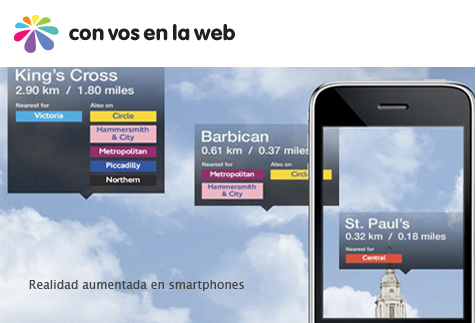 con vos en la web
King's Cross
2.90 km / 1.80 miles
Nearest for Also on
Victoria Circle
Hammersmith
& City
Metropolitan
Piccadilly
Northern
Barbican
0.61 km / 0.37 miles
Nearest for Also on
Metropolitan Circle
Hammersmith
& City
St. Paul's
0.32 km / 0.18 miles
Nearest for
Central
Realidad aumentada en smartphones